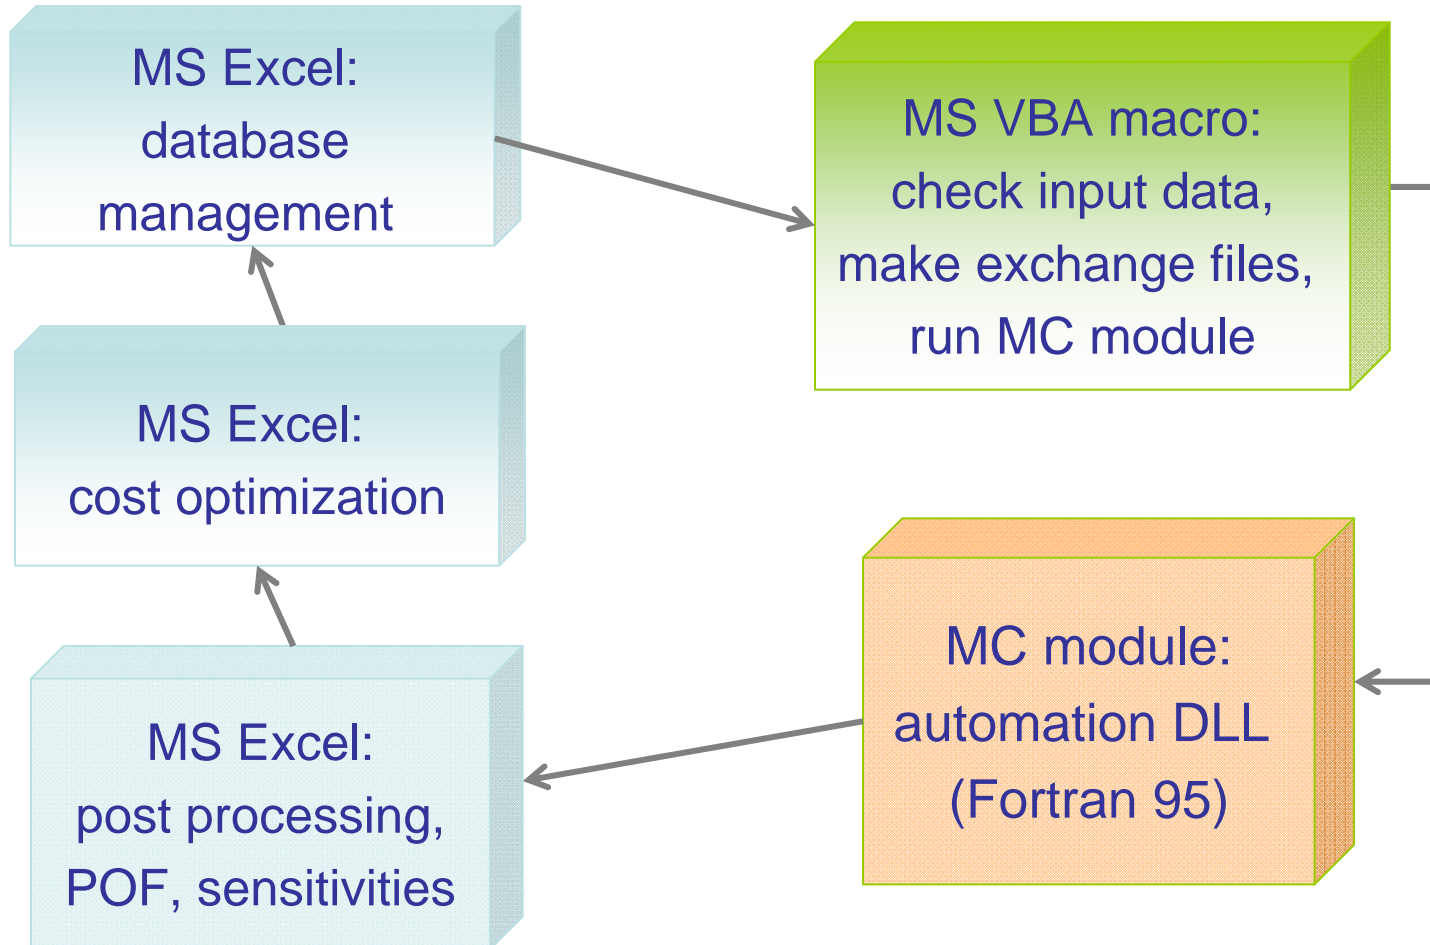 MS Excel:
database
management
MS VBA macro:
check input data,
make exchange files,
run MC module
MS Excel:
cost optimization
MC module:
automation DLL
(Fortran 95)
MS Excel:
post processing,
POF, sensitivities